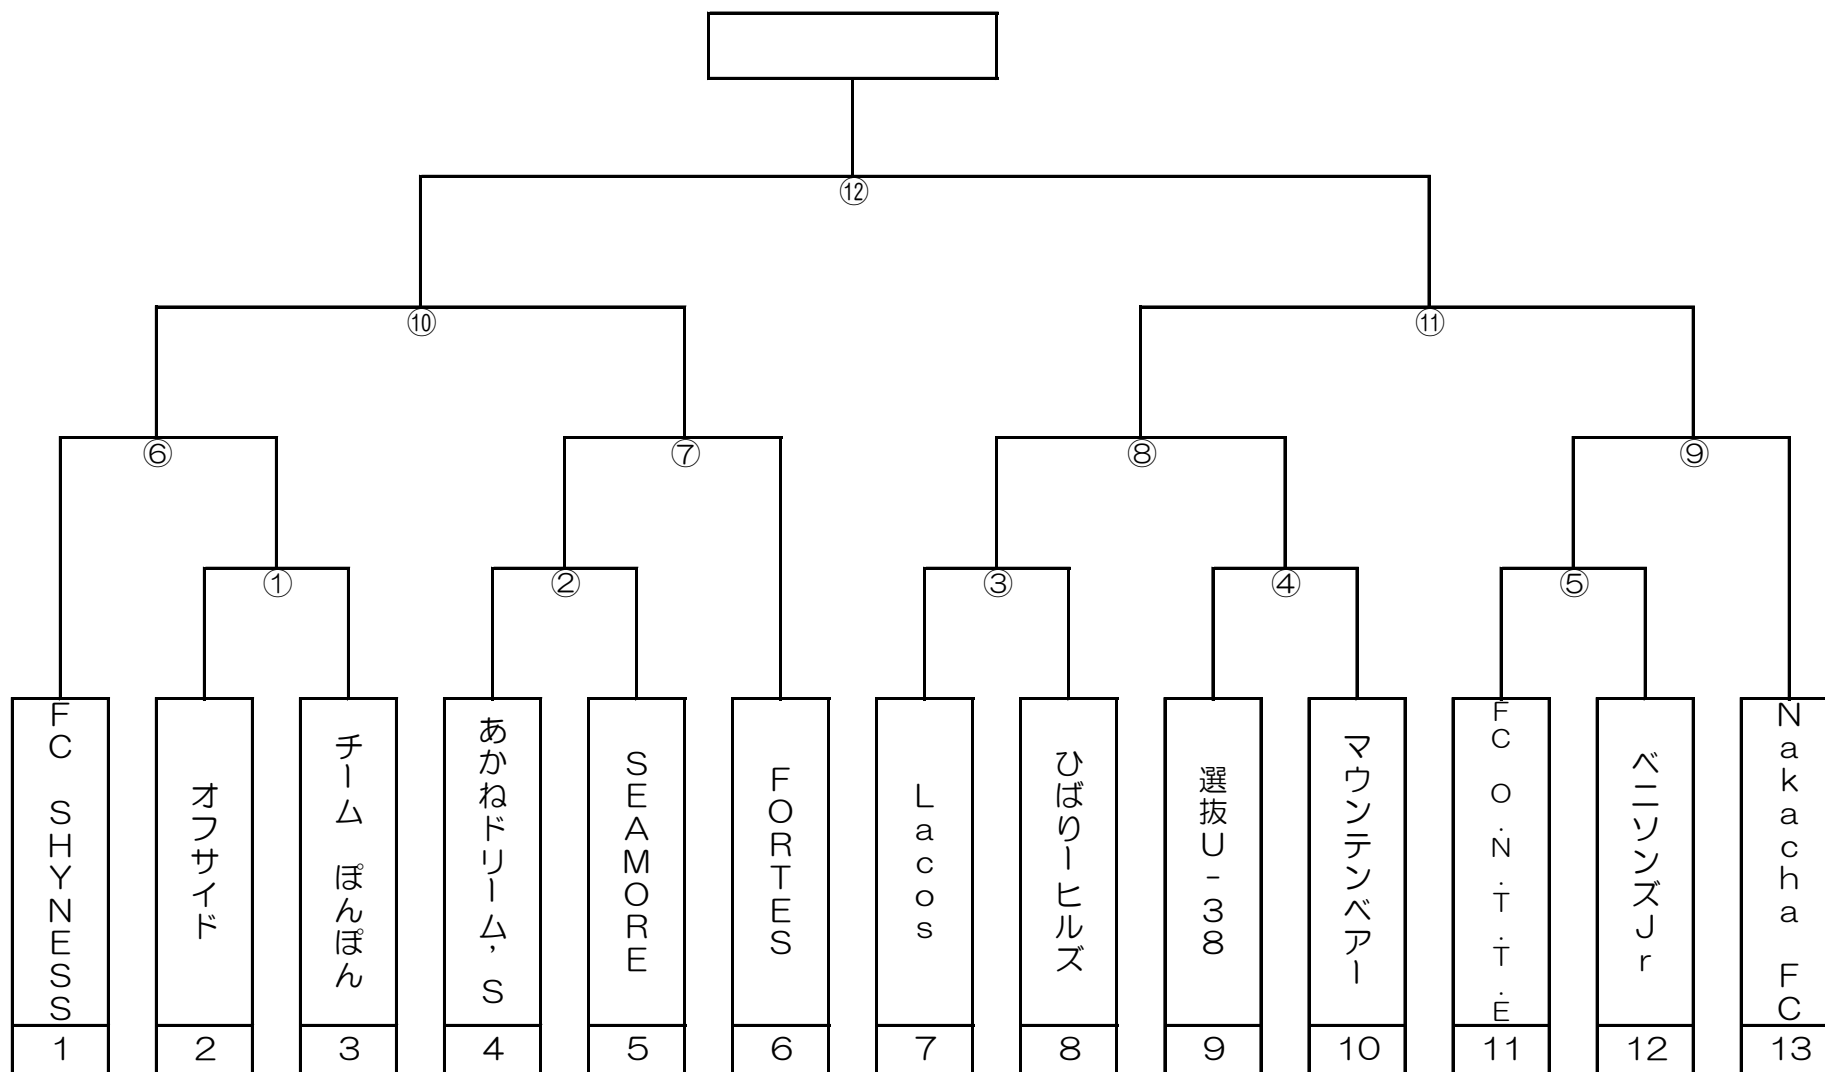 ⑫
⑩ ⑪
⑥ ⑦ ⑧ ⑨
① ② ③ ④ ⑤
FC SHYNESS
オフサイド
チーム ぽんぽん
あかねドリーム’S
SEAMORE
FORTES
Lacos
ひばりーヒルズ
選抜U-38
マウンテンベアー
FC O.N.T.T.E
ベニソンズJr
Nakacha FC
1 2 3 4 5 6 7 8 9 10 11 12 13